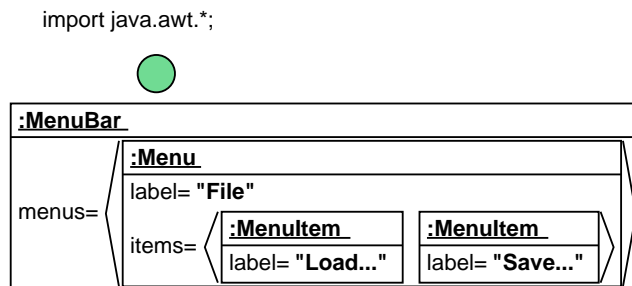 import java.awt.*;
:MenuBar
:Menu
label= "File"
menus=
items=
:MenuItem
label= "Load..."
:MenuItem
label= "Save..."